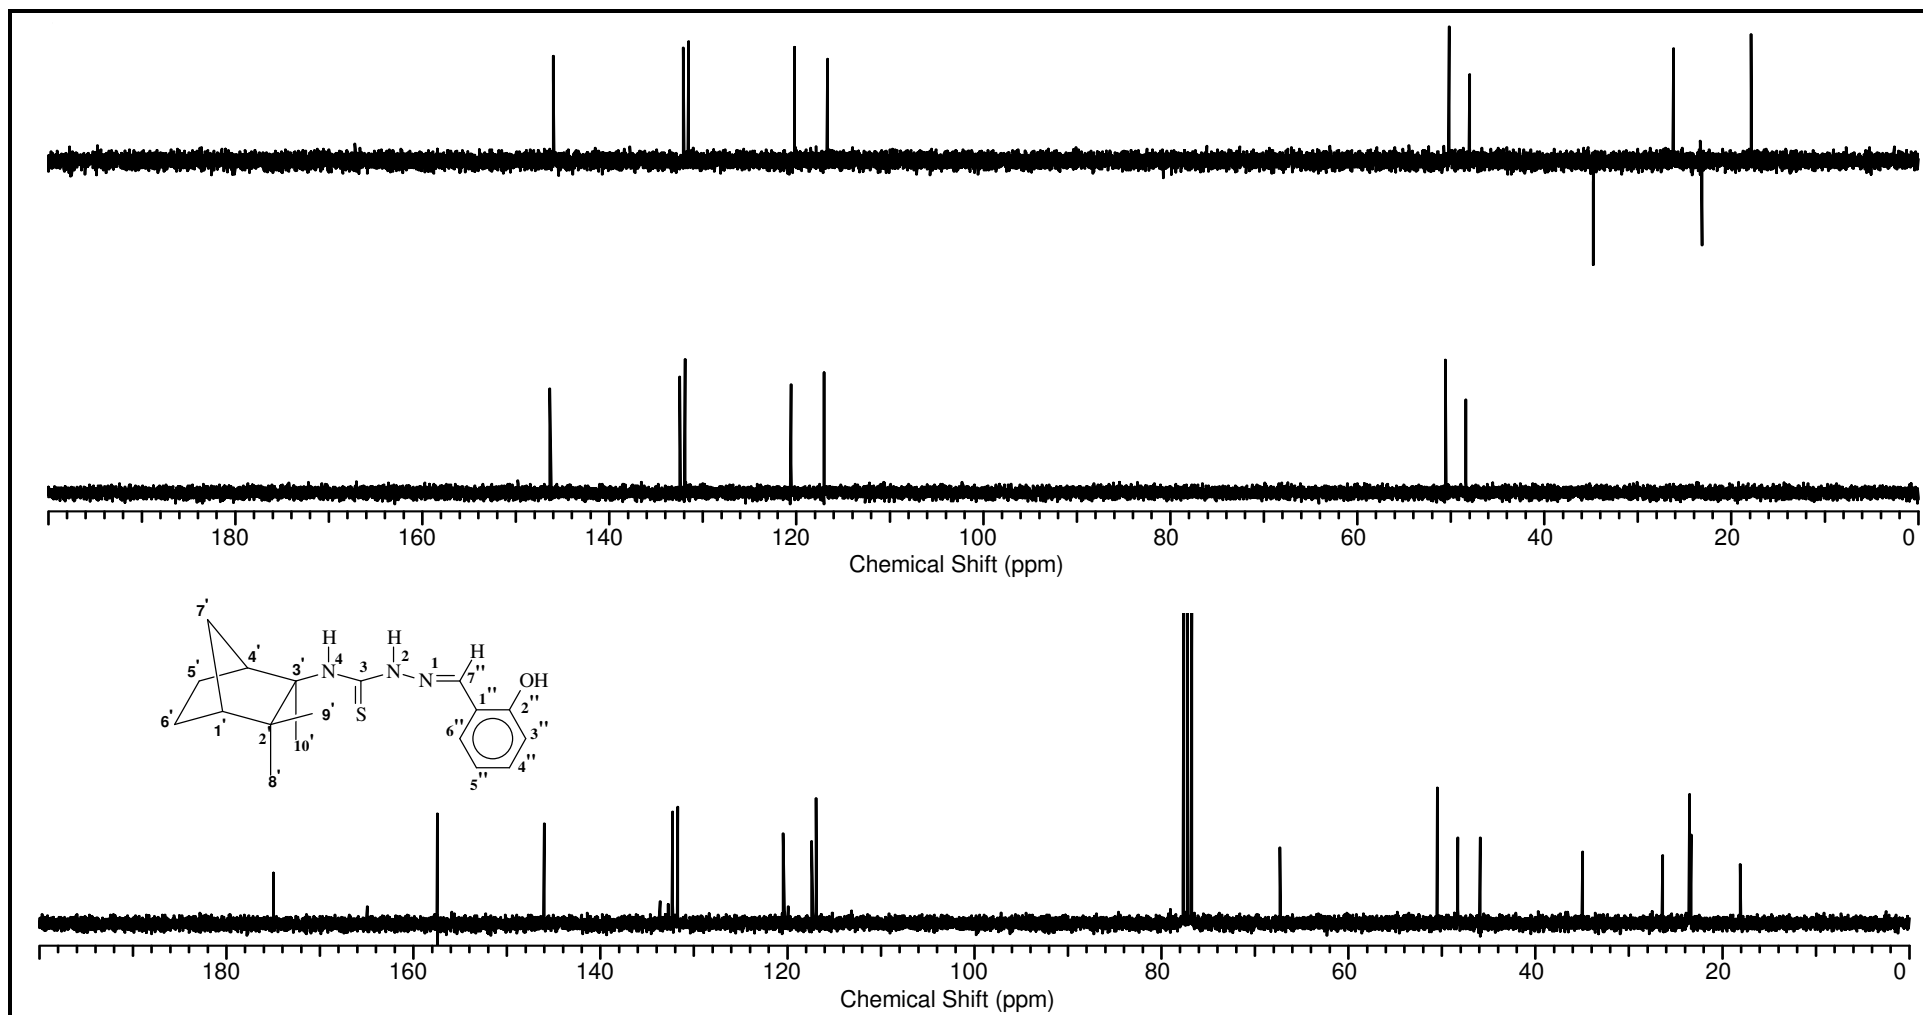 180 160 140 120 100 80 60 40 20 0
Chemical Shift (ppm)
7'
H H
H
5' 4' 3' N 4 3 N 2 N 1 7''
OH
S
1'' 2''
6' 1' 2' 9' 10' 6'' 3''
8' 5'' 4''
180 160 140 120 100 80 60 40 20 0
Chemical Shift (ppm)